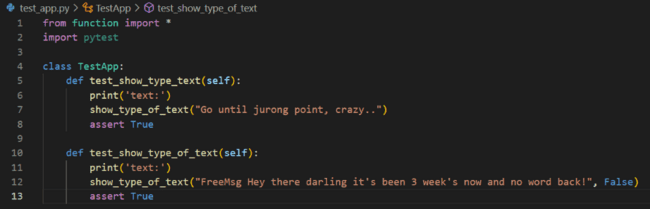 test_app.py > TestApp > test_show_type_of_text
1 from function import *
2 import pytest
3
4 class TestApp:
5     def test_show_type_text(self):
6         print('text:')
7         show_type_of_text("Go until jurong point, crazy..")
8         assert True
9
10     def test_show_type_of_text(self):
11         print('text:')
12         show_type_of_text("FreeMsg Hey there darling it's been 3 week's now and no word back!", False)
13         assert True